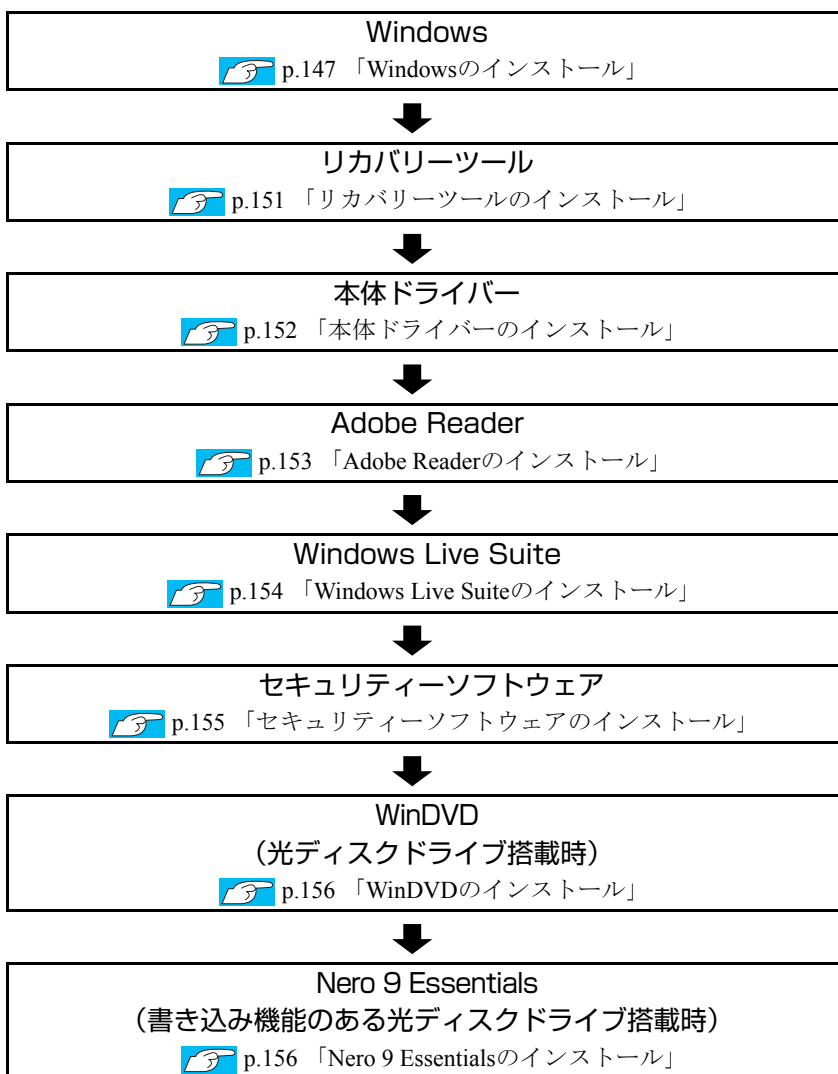 Windows
p.147 「Windowsのインストール」
リカバリーツール
p.151 「リカバリーツールのインストール」
本体ドライバー
p.152 「本体ドライバーのインストール」
Adobe Reader
p.153 「Adobe Readerのインストール」
Windows Live Suite
p.154 「Windows Live Suiteのインストール」
セキュリティーソフトウェア
p.155 「セキュリティーソフトウェアのインストール」
WinDVD
(光ディスクドライブ搭載時)
p.156 「WinDVDのインストール」
Nero 9 Essentials
(書き込み機能のある光ディスクドライブ搭載時)
p.156 「Nero 9 Essentialsのインストール」